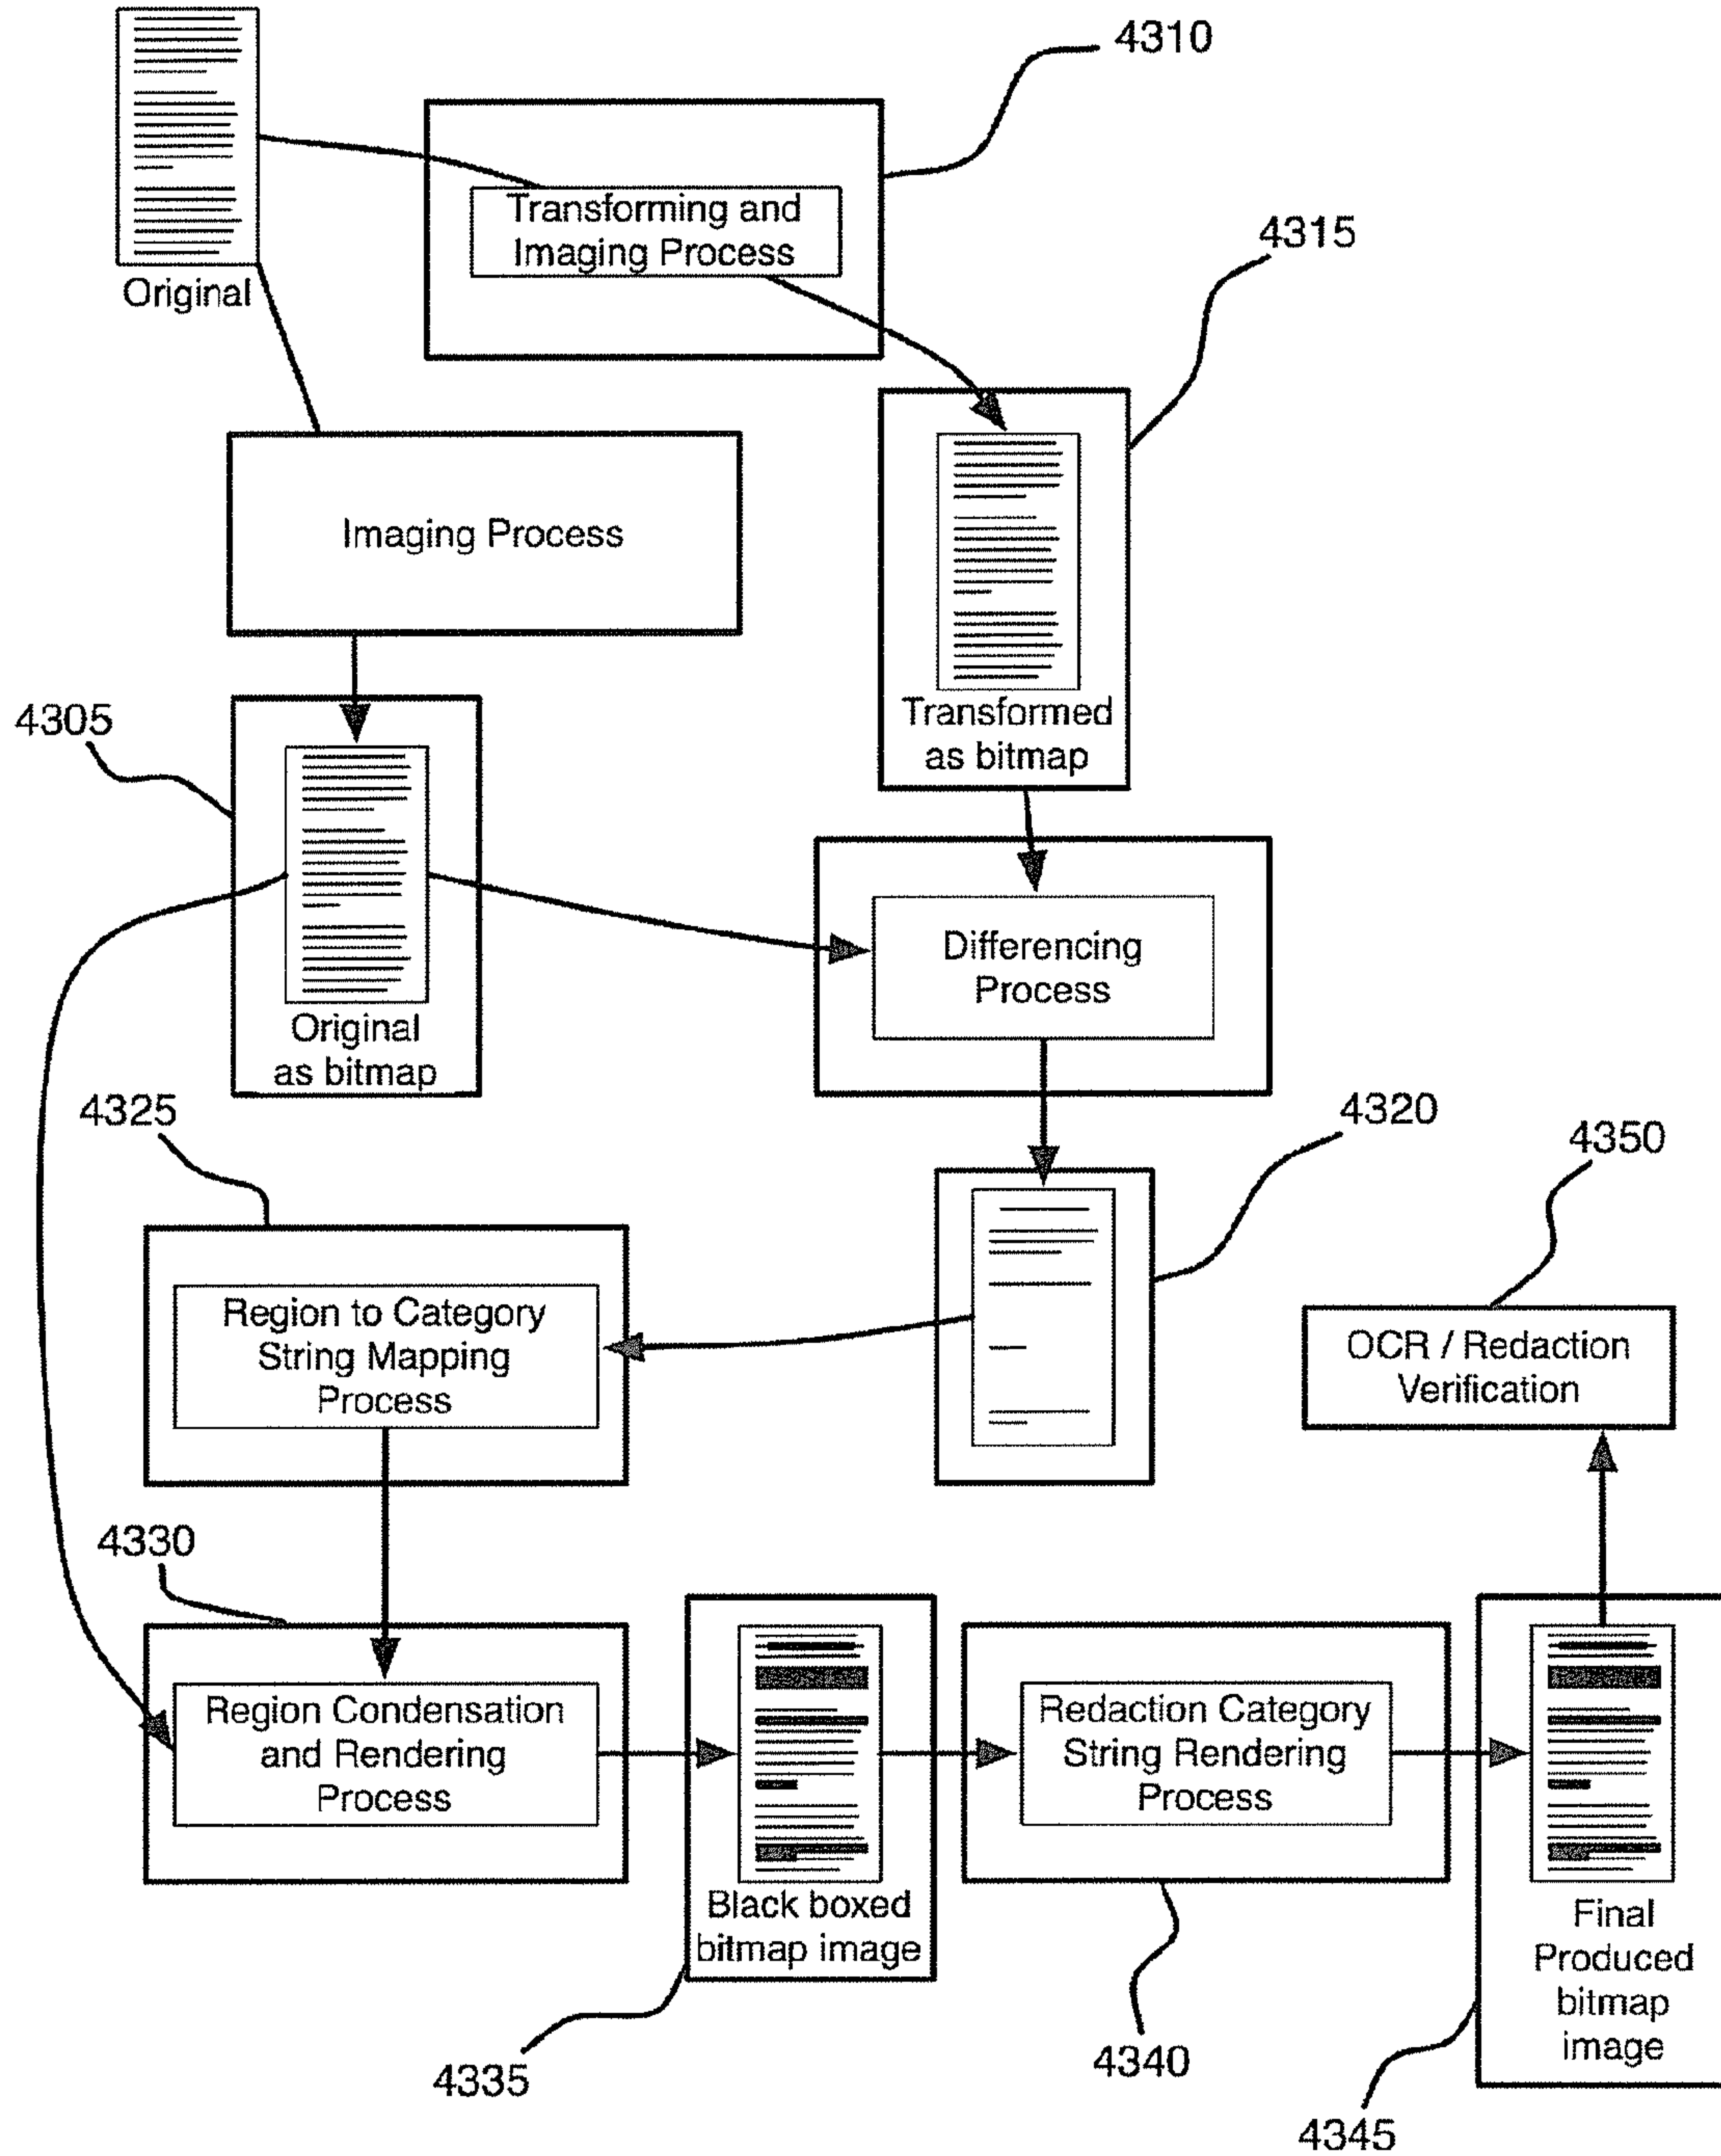 4310
Original
Transforming and
Imaging Process
4315
Imaging Process
Transformed
as bitmap
4305
Original
as bitmap
Differencing
Process
4325
4320
4350
Region to Category
String Mapping
Process
OCR / Redaction
Verification
4330
Region Condensation
and Rendering
Process
Black boxed
bitmap image
Redaction Category
String Rendering
Process
Final
Produced
bitmap
image
4335
4340
4345